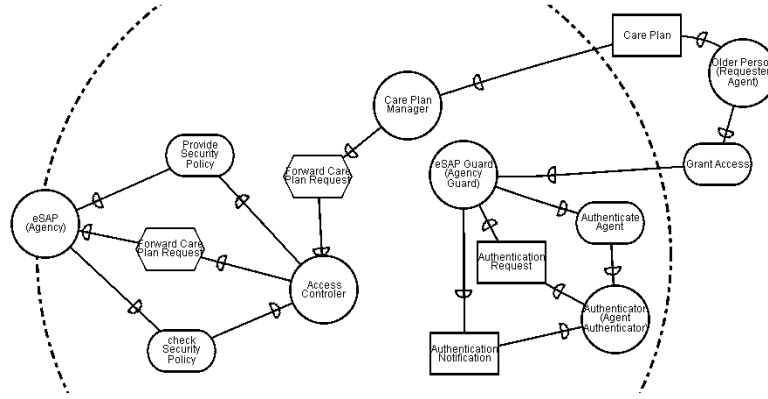 Care Plan
Older Person
(Requester
Agent)
Care Plan
Manager
Provide
Security
Policy
Forward Care
Plan Request
eSAP Guard
(Agency
Guard)
Grant Access
eSAP
(Agency)
Authenticate
Agent
Forward Care
Plan Request
Authentication
Request
Access
Controler
Authenticator
(Agent
Authenticator)
check
Security
Policy
Authentication
Notification